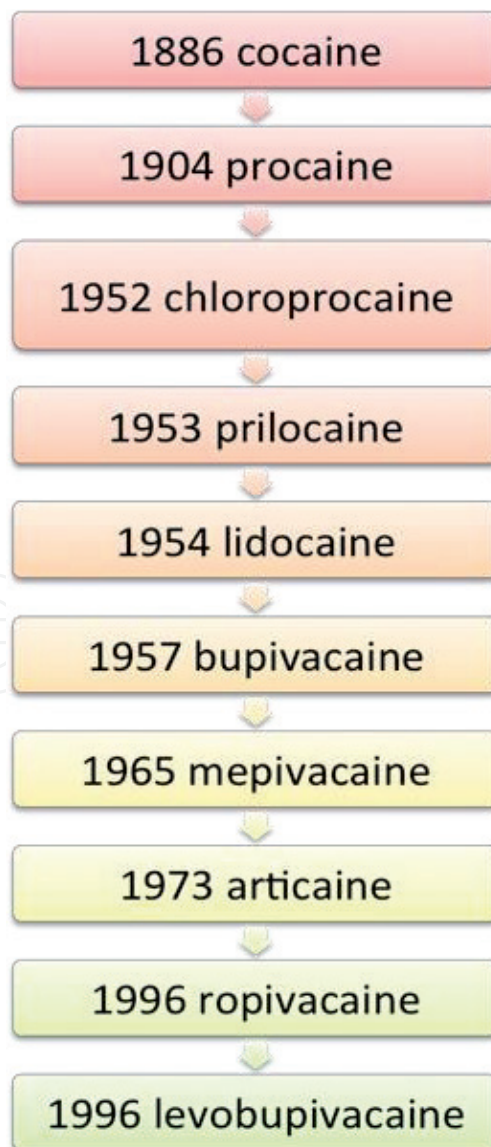 1886 cocaine
1904 procaine
1952 chloroprocaine
1953 prilocaine
1954 lidocaine
1957 bupivacaine
1965 mepivacaine
1973 articaine
1996 ropivacaine
1996 levobupivacaine